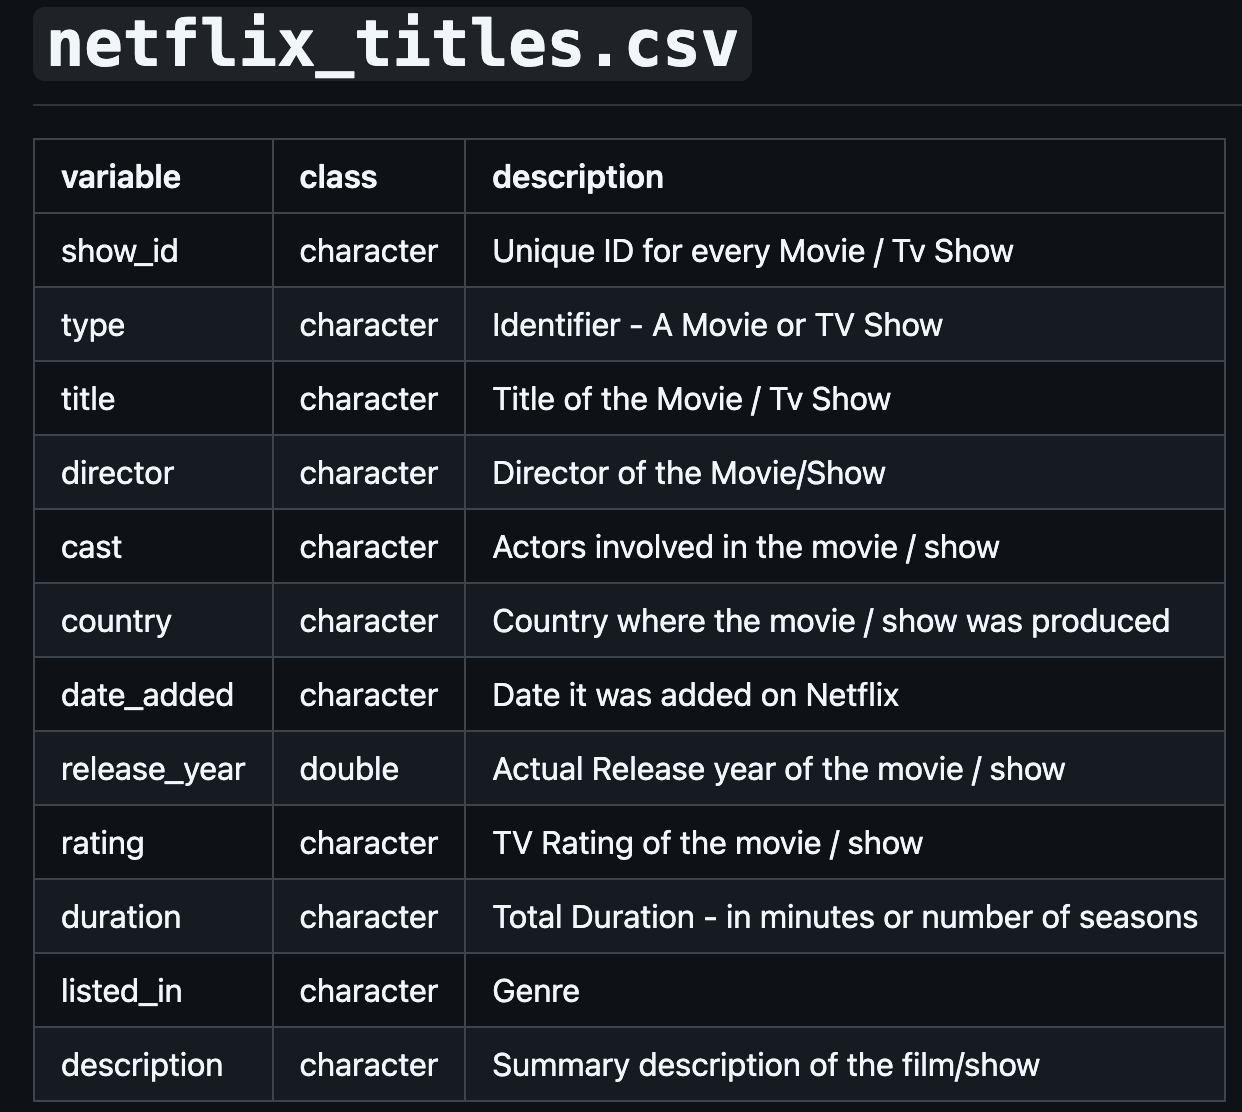 netflix_titles.csv
variable class description
show_id character Unique ID for every Movie / Tv Show
type character Identifier - A Movie or TV Show
title character Title of the Movie / Tv Show
director character Director of the Movie/Show
cast character Actors involved in the movie / show
country character Country where the movie / show was produced
date_added character Date it was added on Netflix
release_year double Actual Release year of the movie / show
rating character TV Rating of the movie / show
duration character Total Duration - in minutes or number of seasons
listed_in character Genre
description character Summary description of the film/show